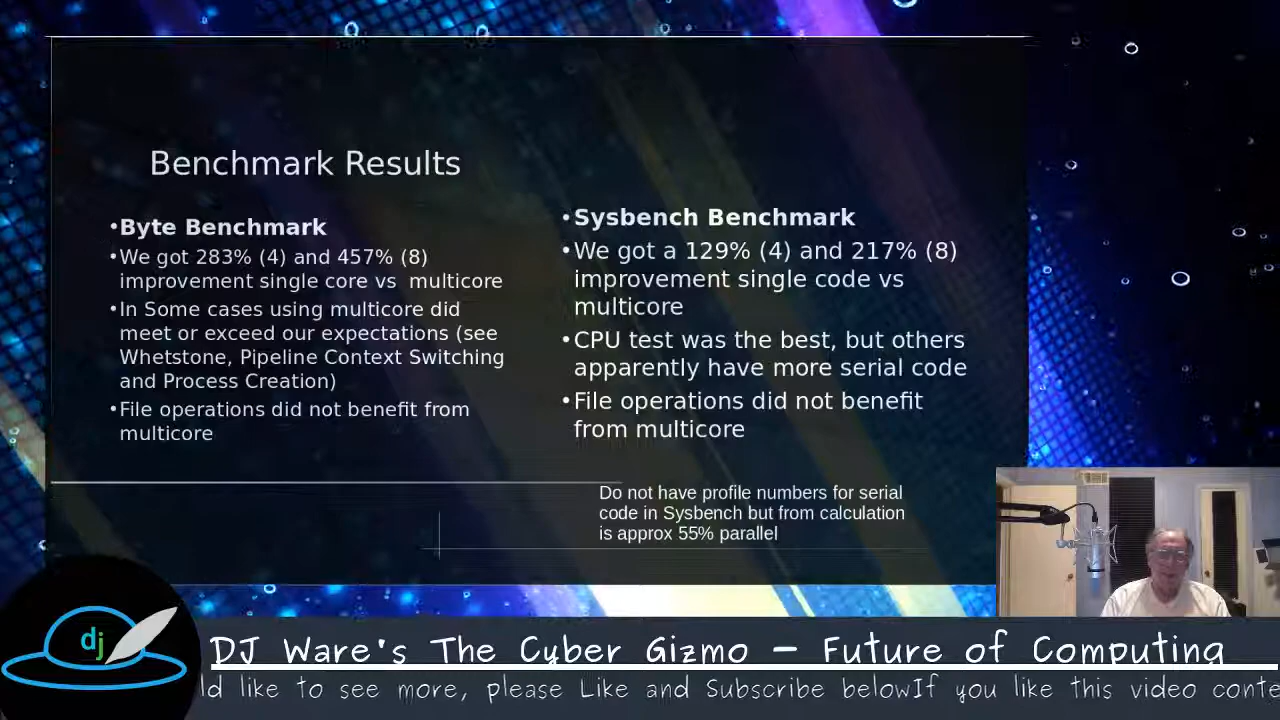 Benchmark Results
•Byte Benchmark
•We got 283% (4) and 457% (8)
improvement single core vs  multicore
•In Some cases using multicore did
meet or exceed our expectations (see
Whetstone, Pipeline Context Switching
and Process Creation)
•File operations did not benefit from
multicore
•Sysbench Benchmark
•We got a 129% (4) and 217% (8)
improvement single code vs
multicore
•CPU test was the best, but others
apparently have more serial code
•File operations did not benefit
from multicore
Do not have profile numbers for serial
code in Sysbench but from calculation
is approx 55% parallel
dj
DJ Ware's The Cyber Gizmo – Future of Computing
ld like to see more, please Like and Subscribe belowIf you like this video conte